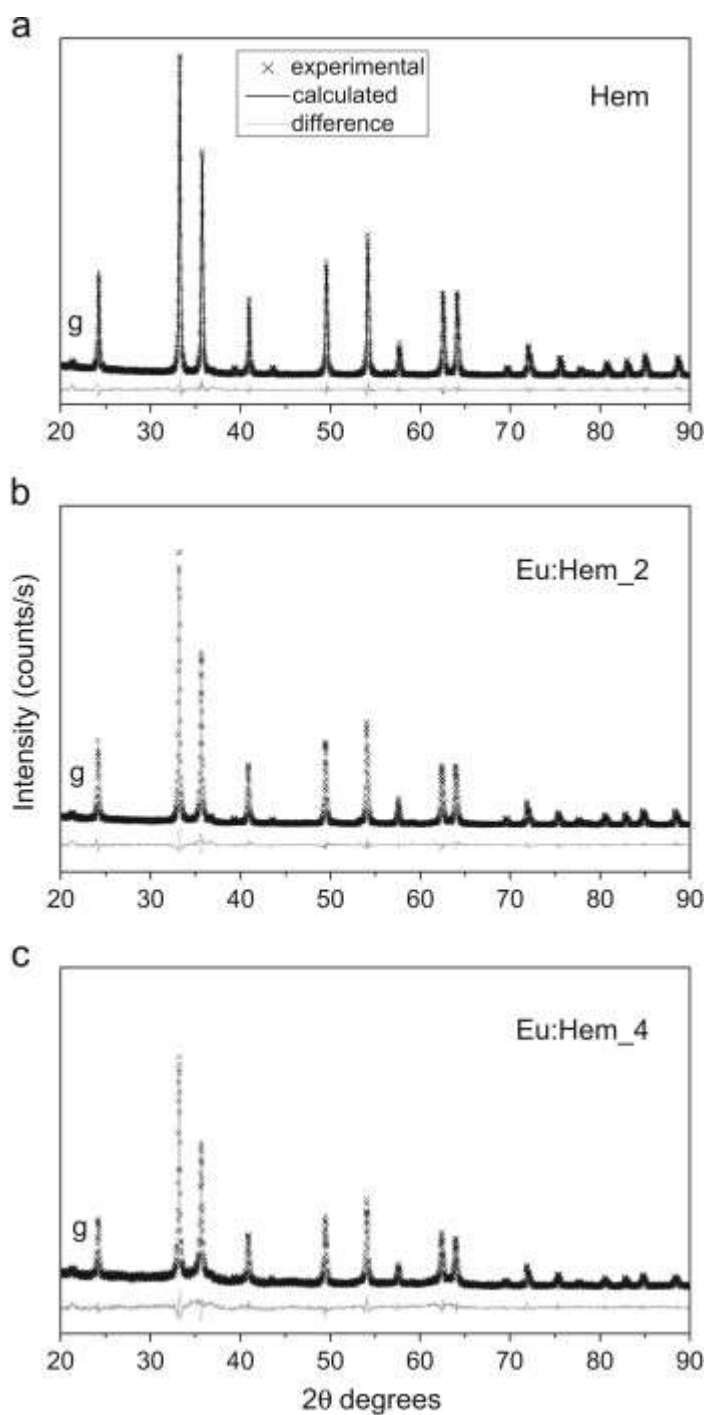 a
× experimental
calculated
difference
Hem
g
20 30 40 50 60 70 80 90
b
Eu:Hem_2
g
20 30 40 50 60 70 80 90
Intensity (counts/s)
c
Eu:Hem_4
g
20 30 40 50 60 70 80 90
2θ degrees